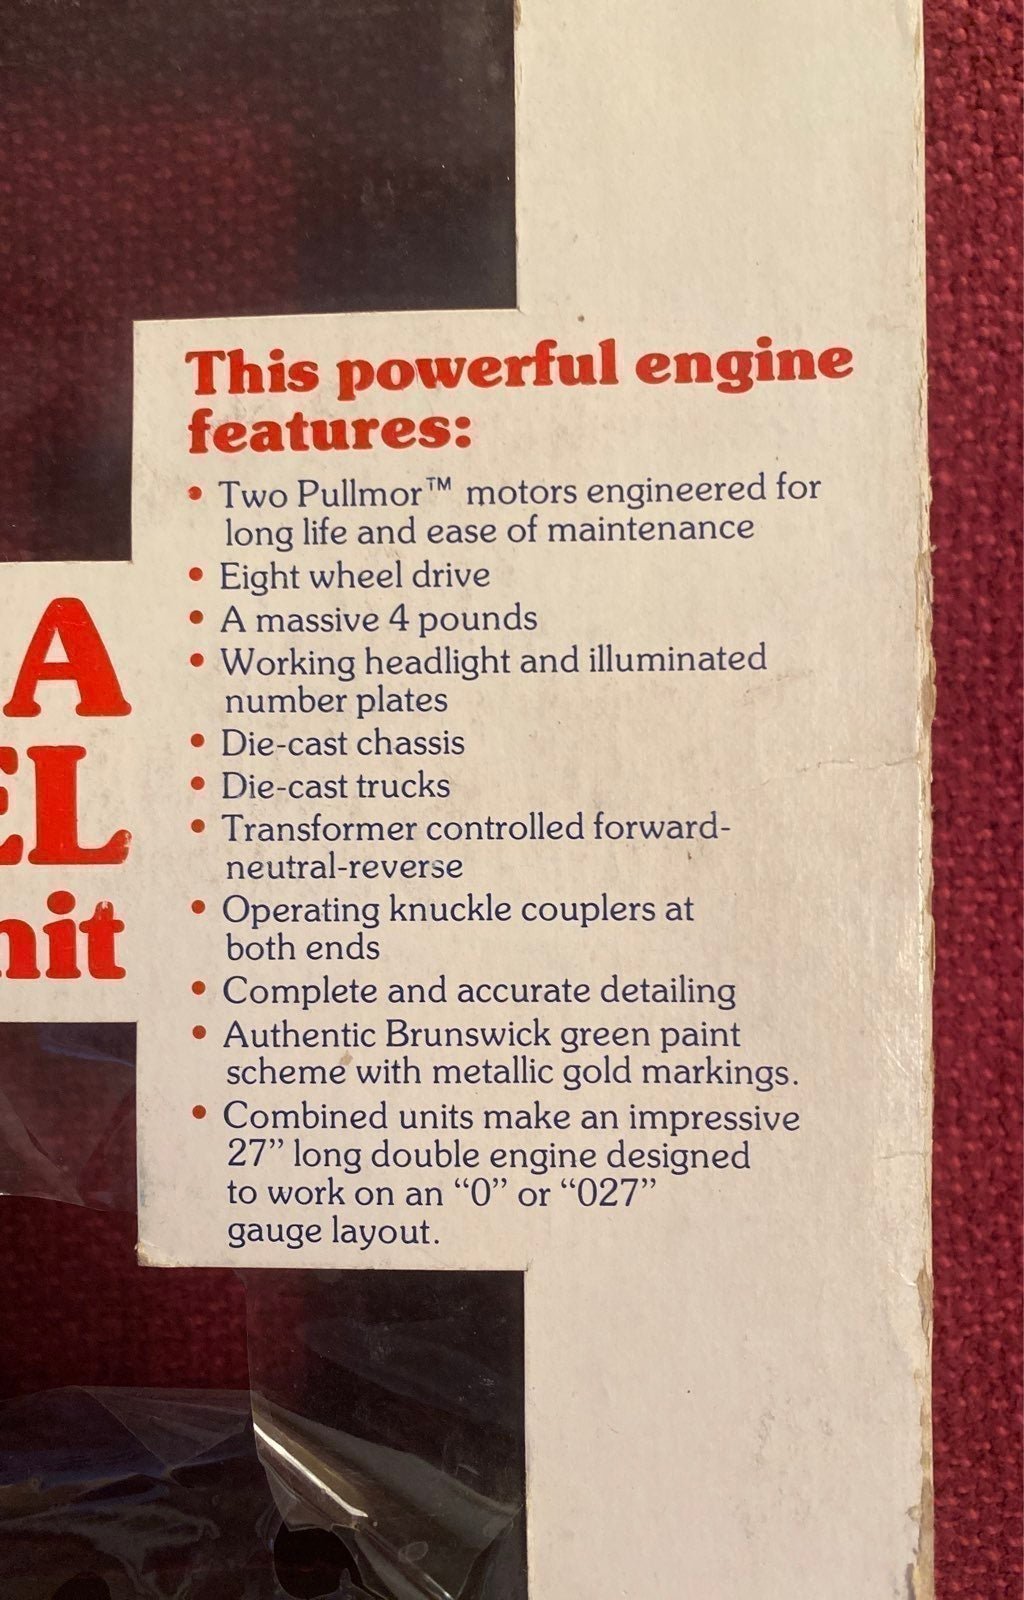 This powerful engine
features:
• Two Pullmor™ motors engineered for
long life and ease of maintenance
• Eight wheel drive
• A massive 4 pounds
• Working headlight and illuminated
number plates
• Die-cast chassis
• Die-cast trucks
• Transformer controlled forward-
neutral-reverse
• Operating knuckle couplers at
both ends
• Complete and accurate detailing
• Authentic Brunswick green paint
scheme with metallic gold markings.
• Combined units make an impressive
27” long double engine designed
to work on an “0” or “027”
gauge layout.
A